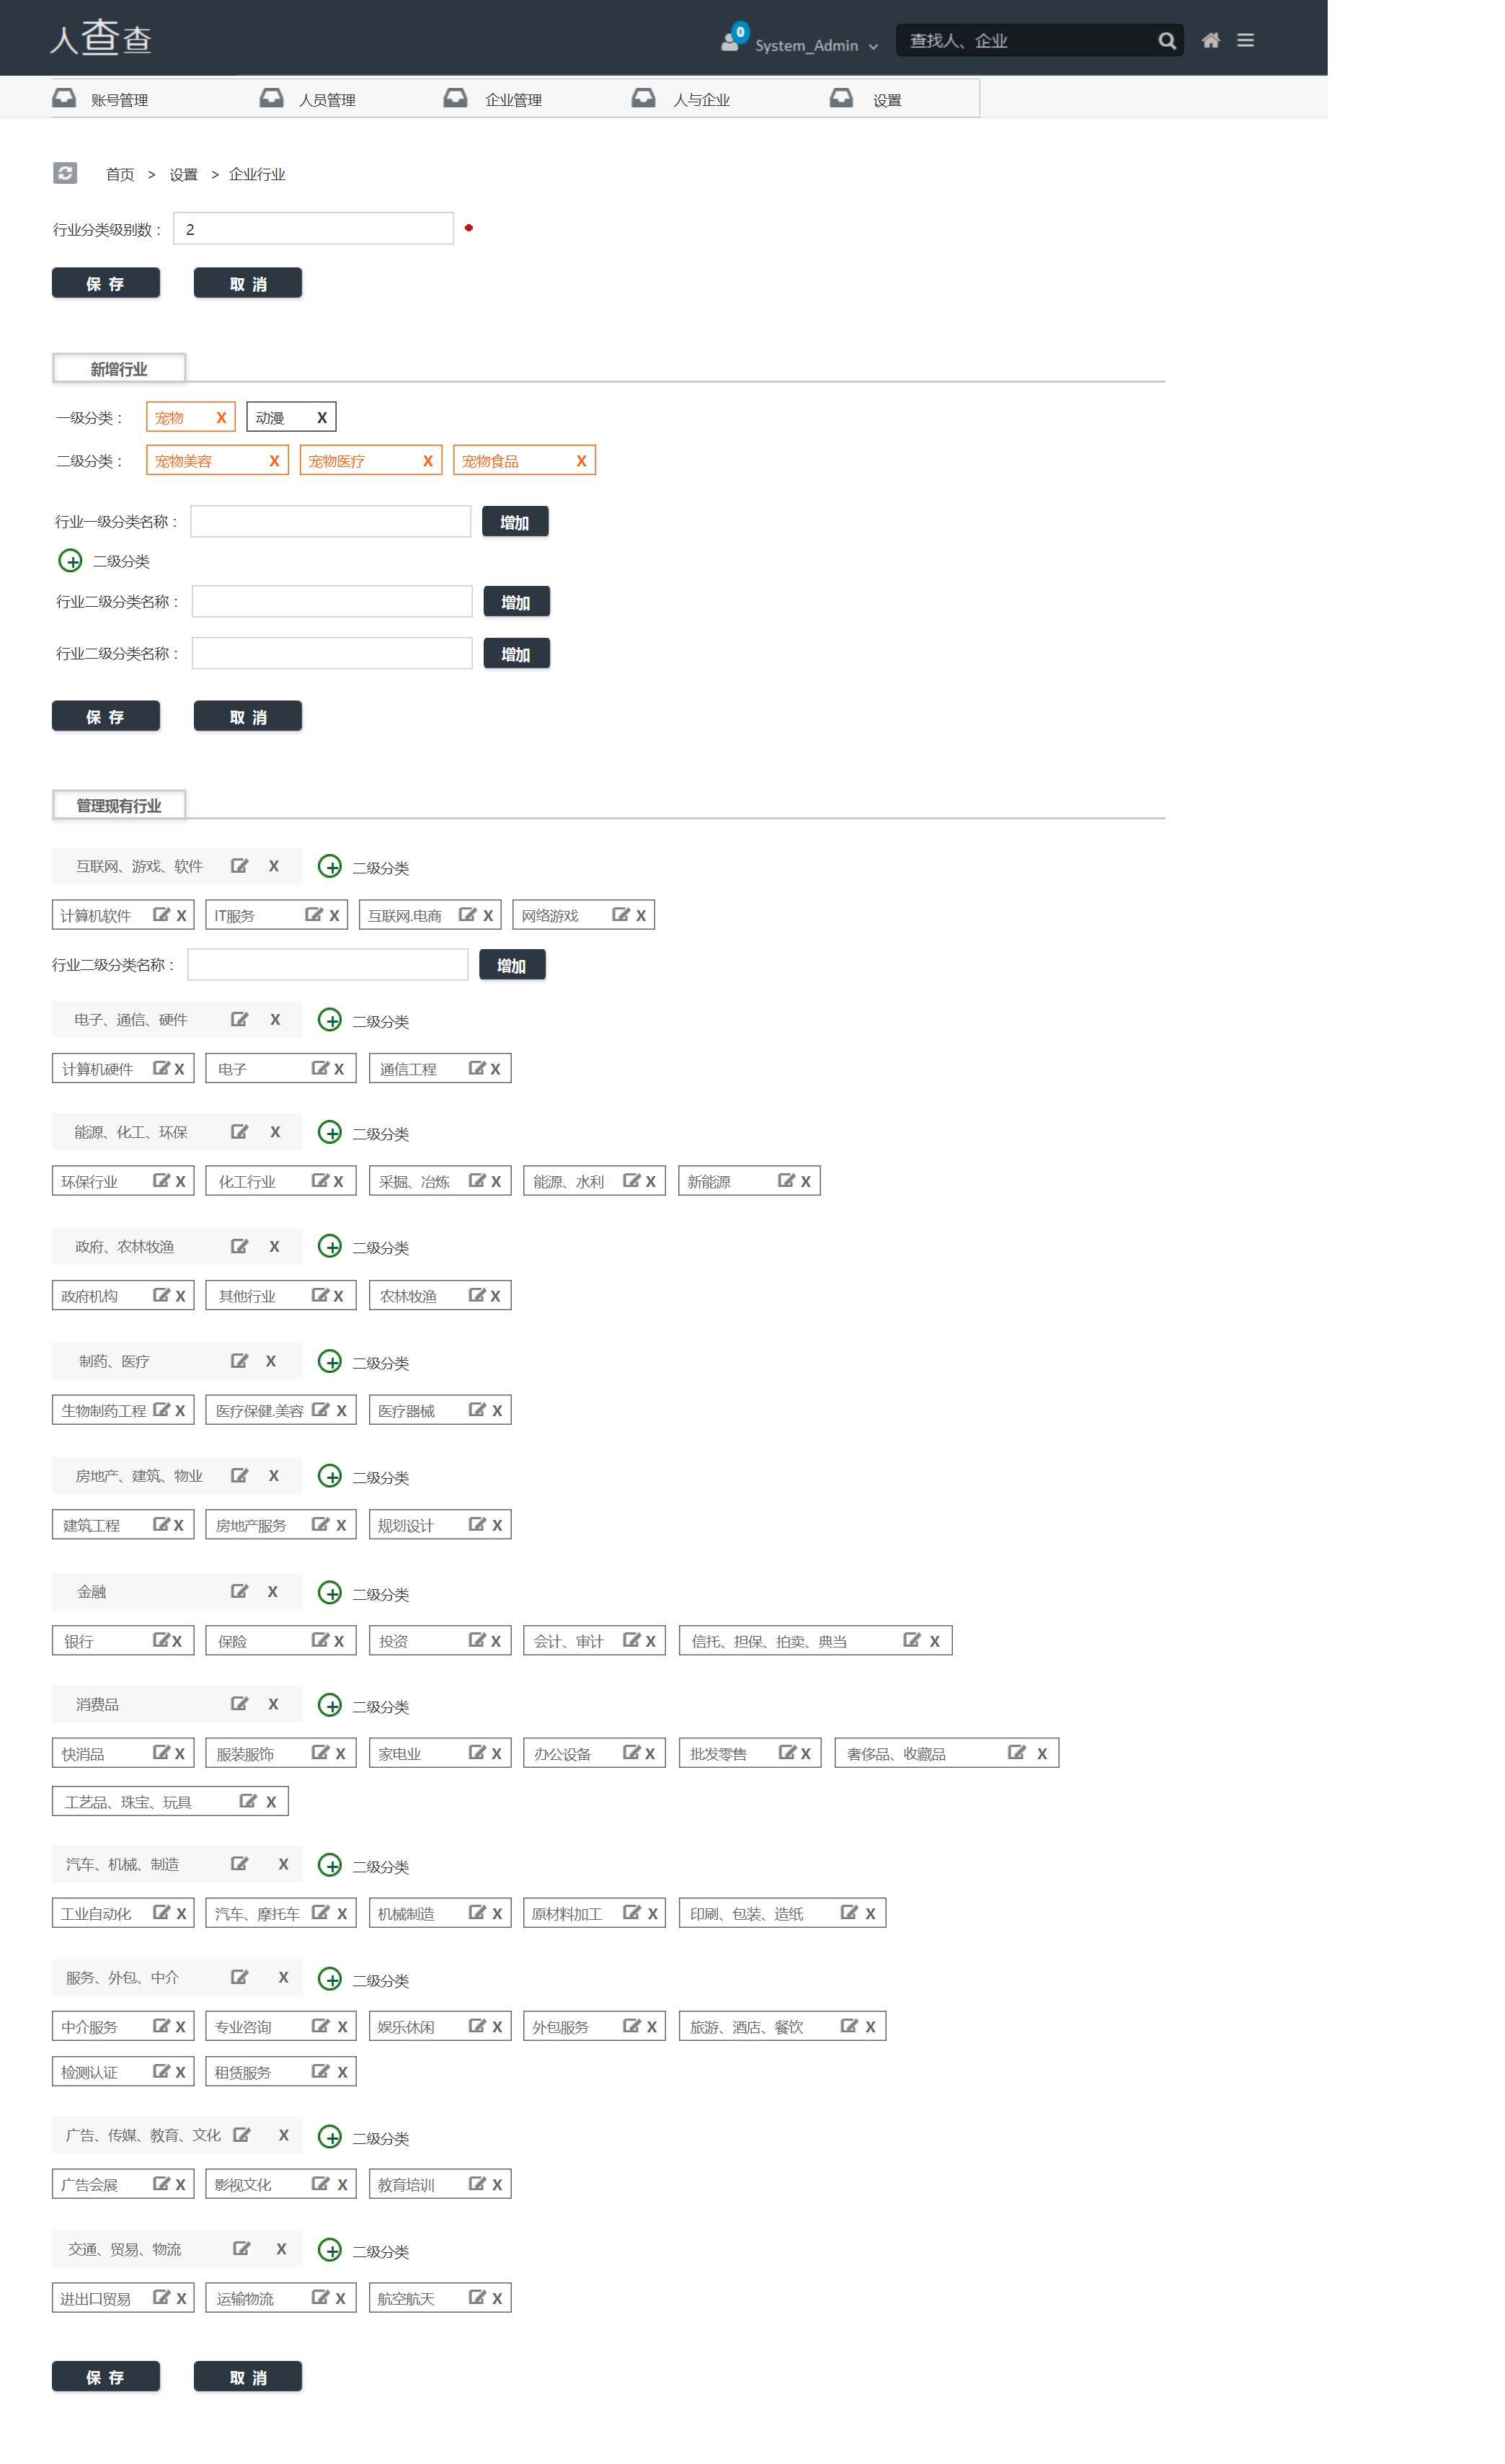 人查查 0 System_Admin 查找人、企业
账号管理 人员管理 企业管理 人与企业 设置
首页 > 设置 > 企业行业
行业分类级别数： 2
保 存 取 消
新增行业
一级分类： 宠物 X 动漫 X
二级分类： 宠物美容 X 宠物医疗 X 宠物食品 X
行业一级分类名称： 增加
二级分类
行业二级分类名称： 增加
行业二级分类名称： 增加
保 存 取 消
管理现有行业
互联网、游戏、软件 X 二级分类
计算机软件 X IT服务 X 互联网.电商 X 网络游戏 X
行业二级分类名称： 增加
电子、通信、硬件 X 二级分类
计算机硬件 X 电子 X 通信工程 X
能源、化工、环保 X 二级分类
环保行业 X 化工行业 X 采掘、冶炼 X 能源、水利 X 新能源 X
政府、农林牧渔 X 二级分类
政府机构 X 其他行业 X 农林牧渔 X
制药、医疗 X 二级分类
生物制药工程 X 医疗保健.美容 X 医疗器械 X
房地产、建筑、物业 X 二级分类
建筑工程 X 房地产服务 X 规划设计 X
金融 X 二级分类
银行 X 保险 X 投资 X 会计、审计 X 信托、担保、拍卖、典当 X
消费品 X 二级分类
快消品 X 服装服饰 X 家电业 X 办公设备 X 批发零售 X 奢侈品、收藏品 X
工艺品、珠宝、玩具 X
汽车、机械、制造 X 二级分类
工业自动化 X 汽车、摩托车 X 机械制造 X 原材料加工 X 印刷、包装、造纸 X
服务、外包、中介 X 二级分类
中介服务 X 专业咨询 X 娱乐休闲 X 外包服务 X 旅游、酒店、餐饮 X
检测认证 X 租赁服务 X
广告、传媒、教育、文化 X 二级分类
广告会展 X 影视文化 X 教育培训 X
交通、贸易、物流 X 二级分类
进出口贸易 X 运输物流 X 航空航天 X
保 存 取 消